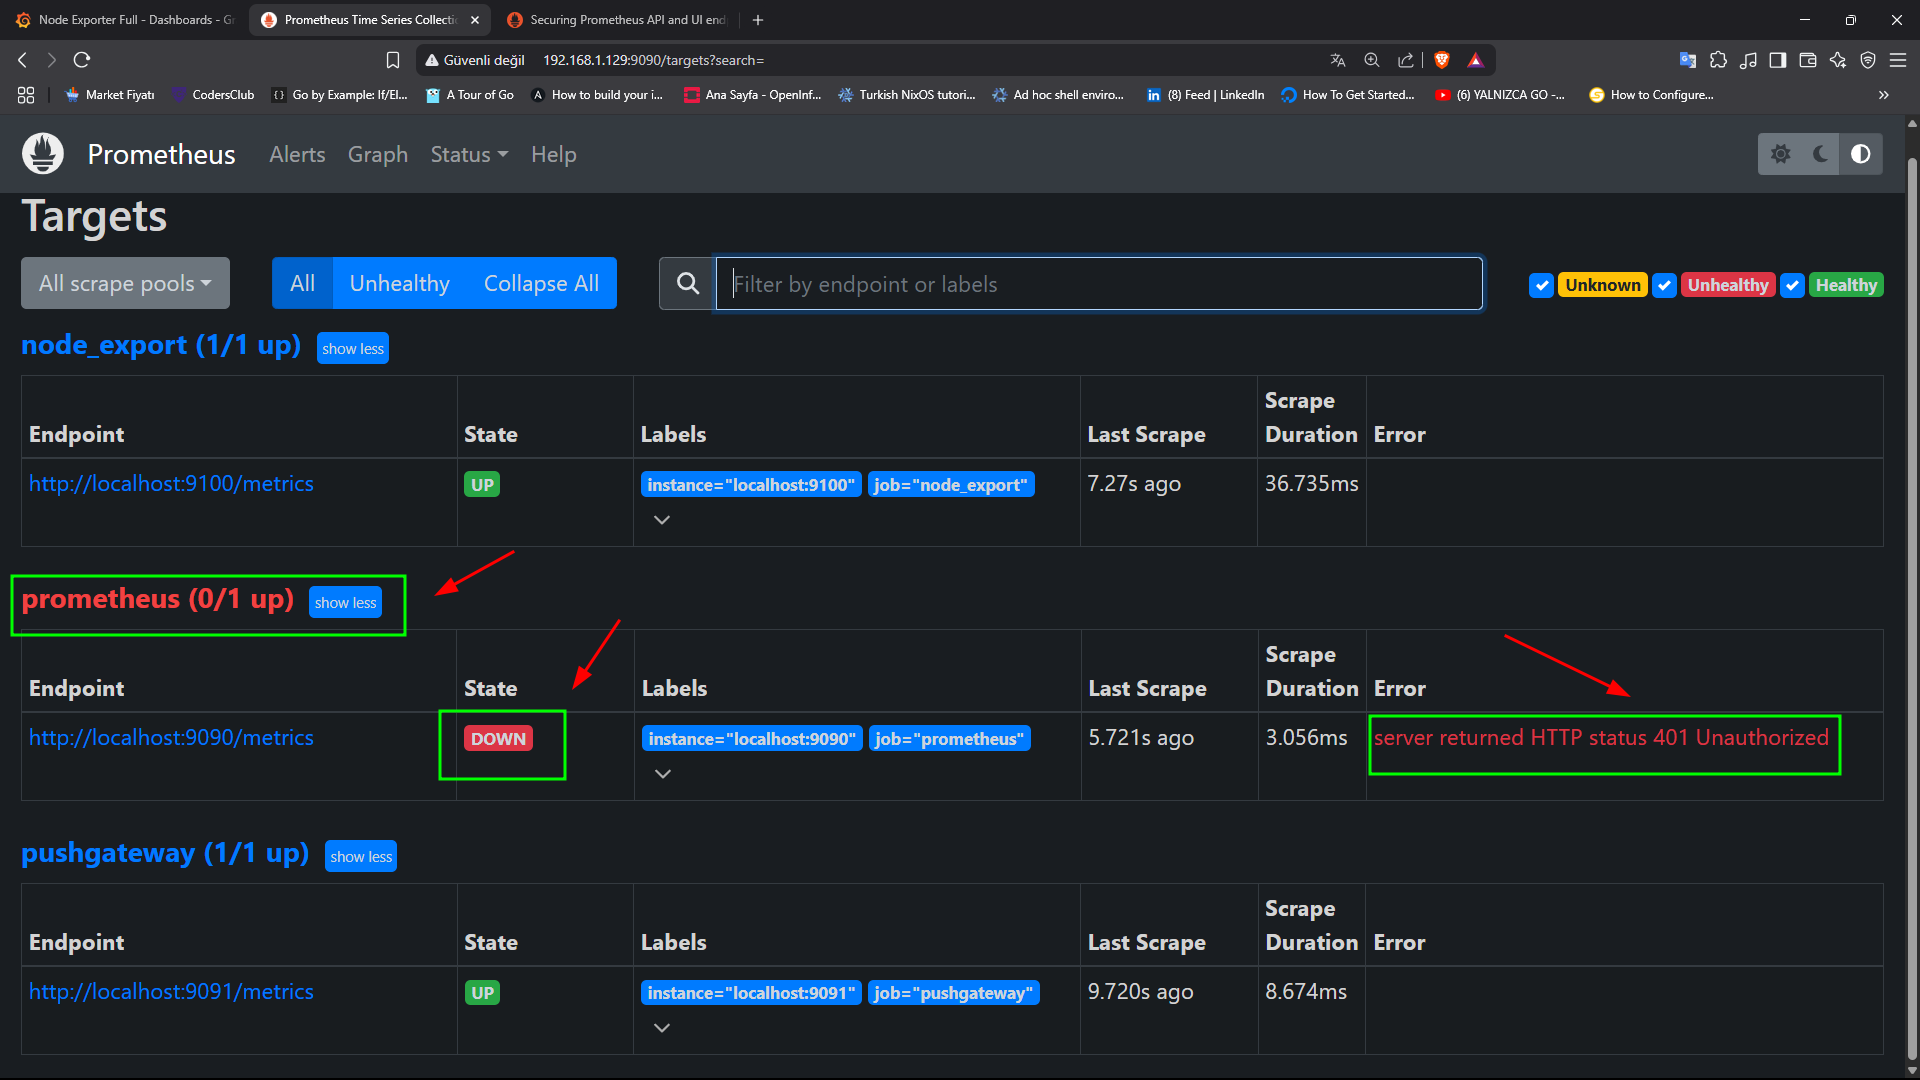 Node Exporter Full - Dashboards - Gr
Prometheus Time Series Collectio
Securing Prometheus API and UI end
Güvenli değil
192.168.1.129:9090/targets?search=
Market Fiyatı
CodersClub
Go by Example: If/El...
A Tour of Go
How to build your i...
Ana Sayfa - OpenInf...
Turkish NixOS tutori...
Ad hoc shell enviro...
(8) Feed | LinkedIn
How To Get Started...
(6) YALNIZCA GO -...
How to Configure...
Prometheus
Alerts
Graph
Status
Help
Targets
All scrape pools
All
Unhealthy
Collapse All
Filter by endpoint or labels
Unknown
Unhealthy
Healthy
node_export (1/1 up)
show less
Endpoint
State
Labels
Last Scrape
Scrape Duration
Error
http://localhost:9100/metrics
UP
instance="localhost:9100"
job="node_export"
7.27s ago
36.735ms
prometheus (0/1 up)
show less
Endpoint
State
Labels
Last Scrape
Scrape Duration
Error
http://localhost:9090/metrics
DOWN
instance="localhost:9090"
job="prometheus"
5.721s ago
3.056ms
server returned HTTP status 401 Unauthorized
pushgateway (1/1 up)
show less
Endpoint
State
Labels
Last Scrape
Scrape Duration
Error
http://localhost:9091/metrics
UP
instance="localhost:9091"
job="pushgateway"
9.720s ago
8.674ms